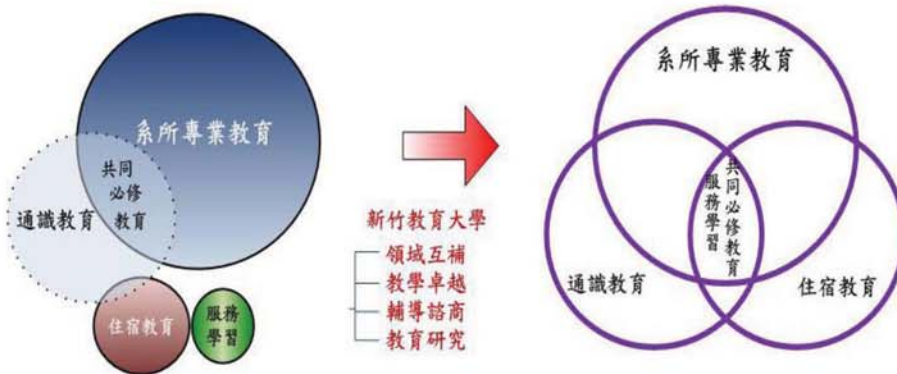 系所專業教育
共同
必修
教育
通識教育
住宿教育
服務
學習
新竹教育大學
領域互補
教學卓越
輔導諮商
教育研究
系所專業教育
共同必修教育
服務學習
通識教育
住宿教育